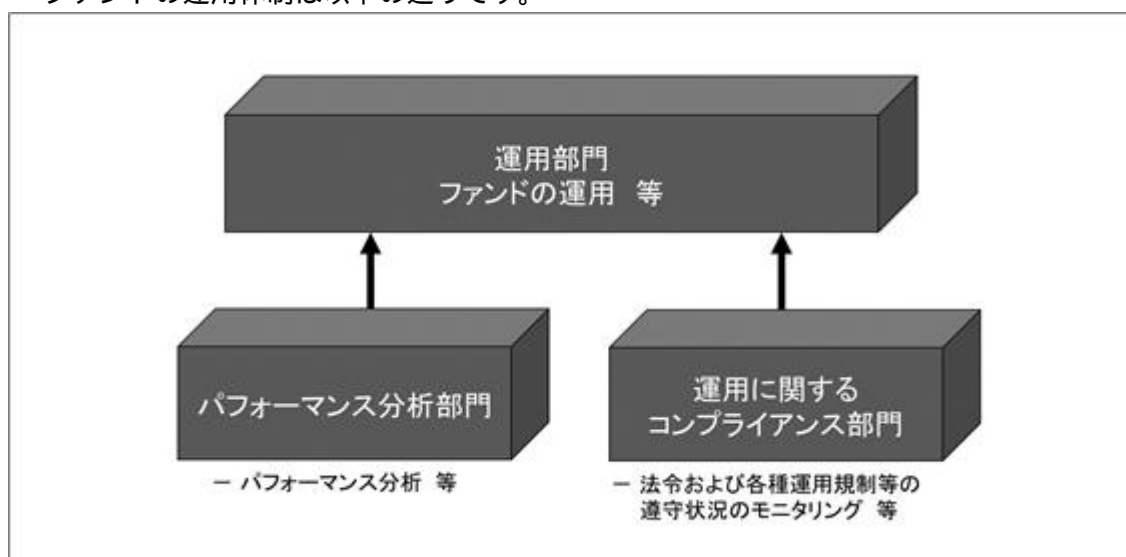 運用部門
ファンドの運用 等
パフォーマンス分析部門
－ パフォーマンス分析 等
運用に関する
コンプライアンス部門
－ 法令および各種運用規制等の
遵守状況のモニタリング 等